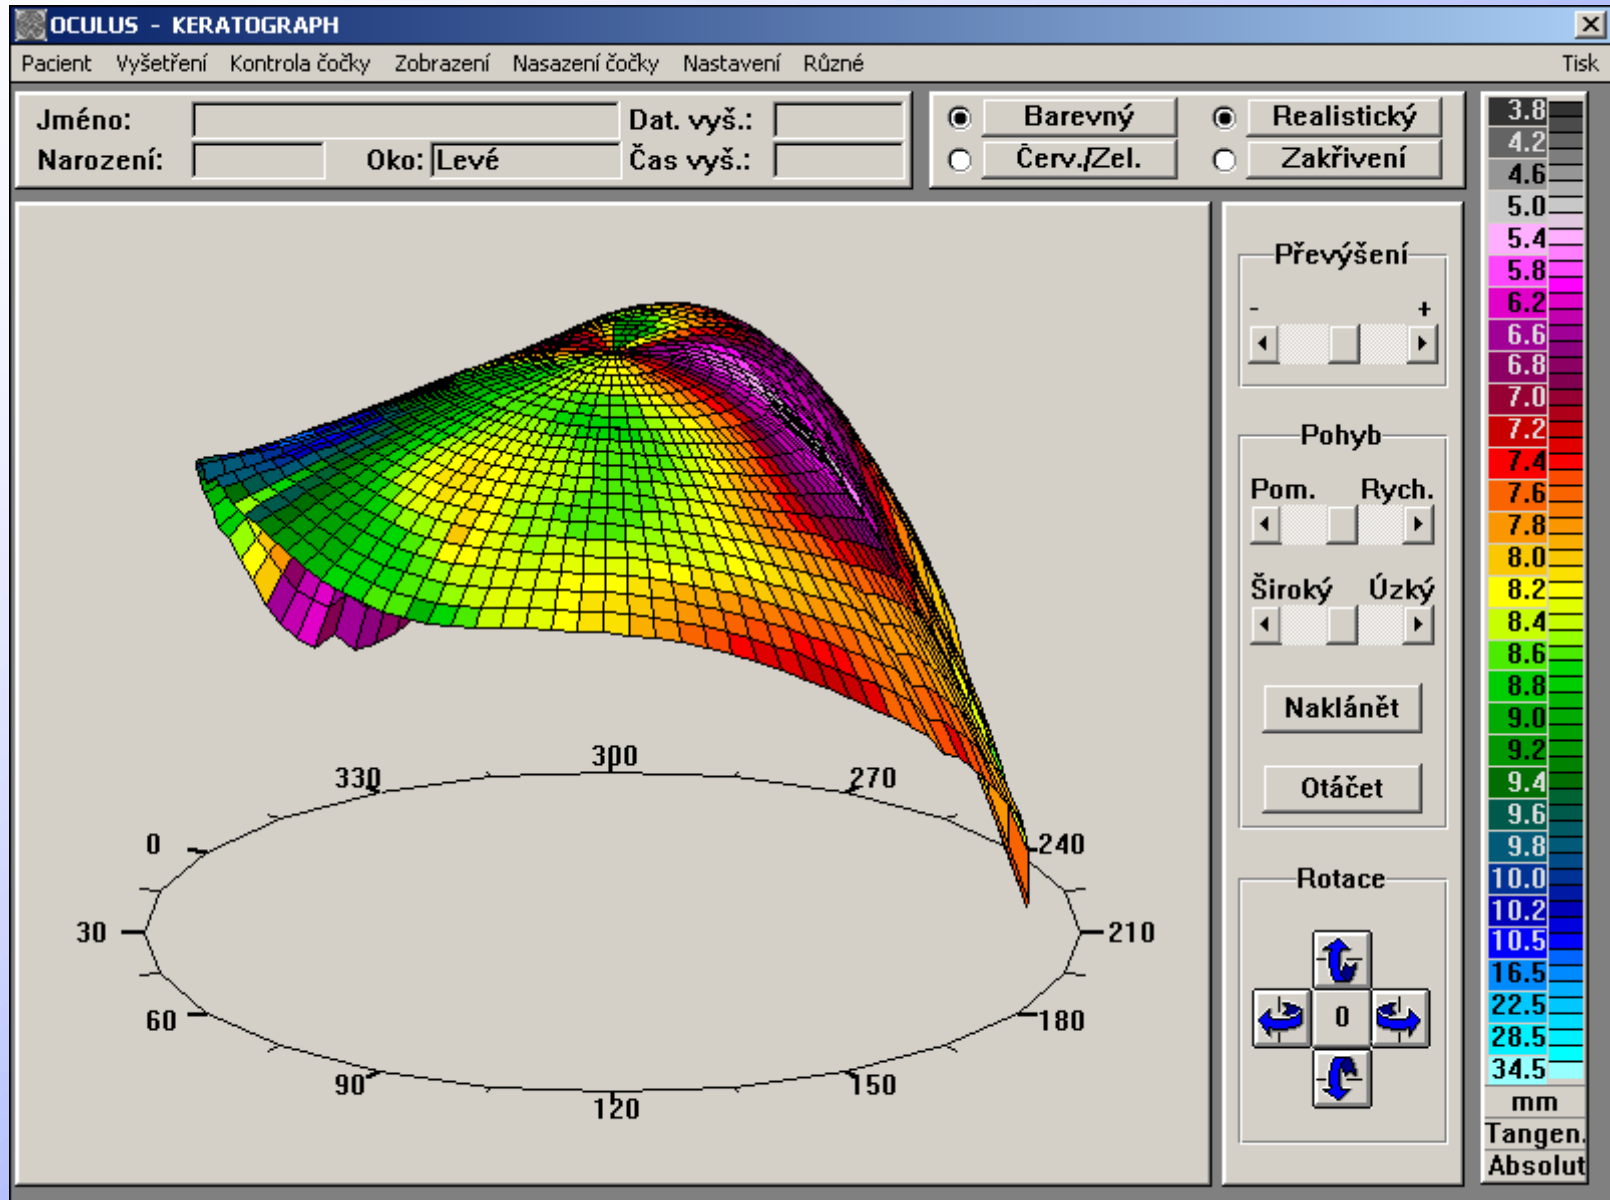 OCULUS - KERATOGRAPH
Pacient Vyšetření Kontrola čočky Zobrazení Nasazení čočky Nastavení Různé Tisk
Jméno: Dat. vyš.:
Narození: Oko: Levé Čas vyš.:
Barevný Realistický
Červ./Zel. Zakřivení
Převýšení
- +
Pohyb
Pom. Rych.
Široký Úzký
Naklánět
Otáčet
Rotace
0
300
330 270
0 240
30 210
60 180
90 150
120
3.8
4.2
4.6
5.0
5.4
5.8
6.2
6.6
6.8
7.0
7.2
7.4
7.6
7.8
8.0
8.2
8.4
8.6
8.8
9.0
9.2
9.4
9.6
9.8
10.0
10.2
10.5
16.5
22.5
28.5
34.5
mm
Tangen.
Absolut